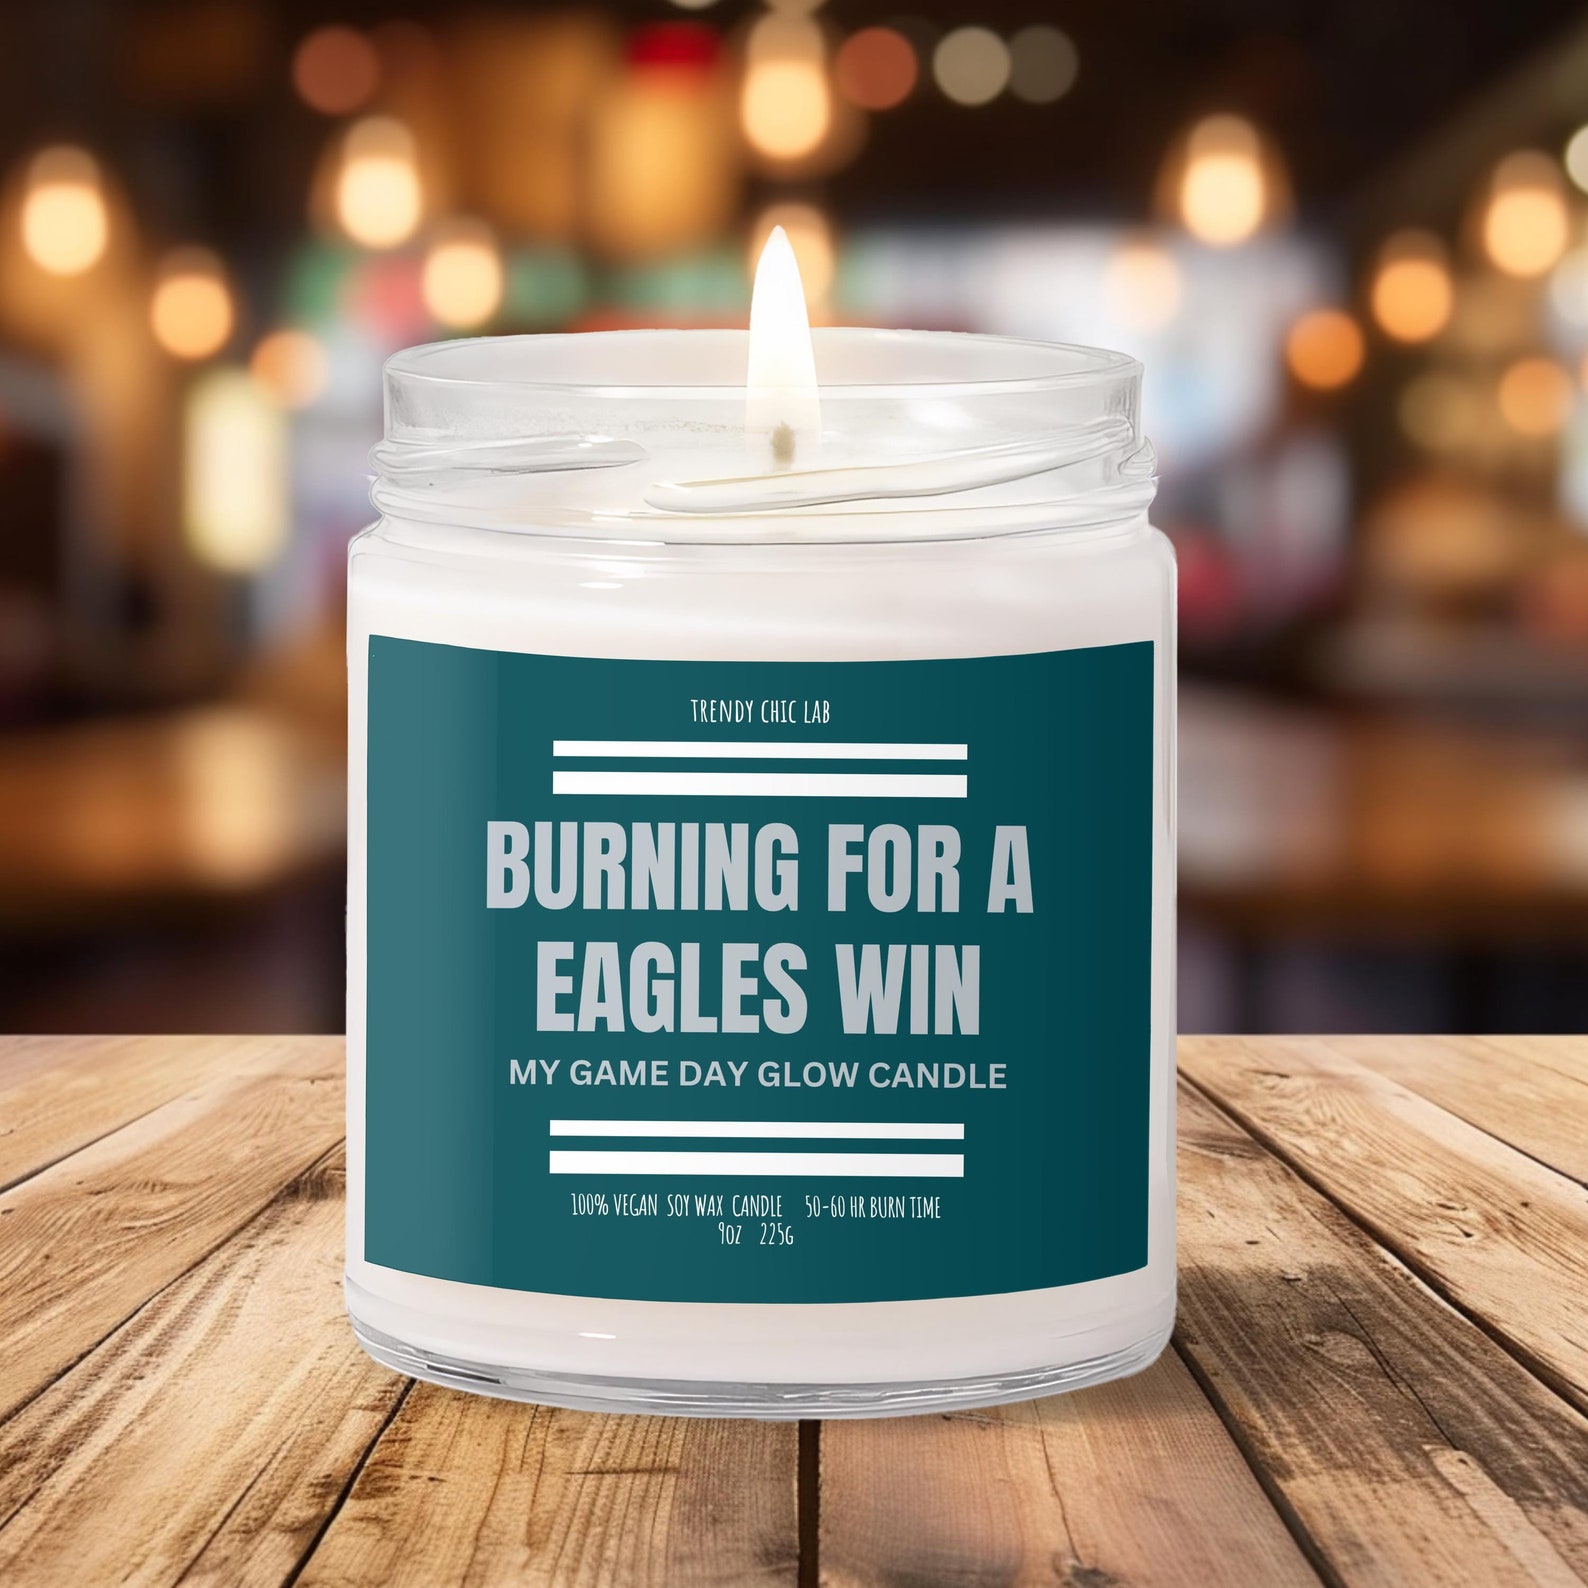 TRENDY CHIC LAB
BURNING FOR A
EAGLES WIN
MY GAME DAY GLOW CANDLE
100% VEGAN SOY WAX CANDLE 50-60 HR BURN TIME
9oz 225g